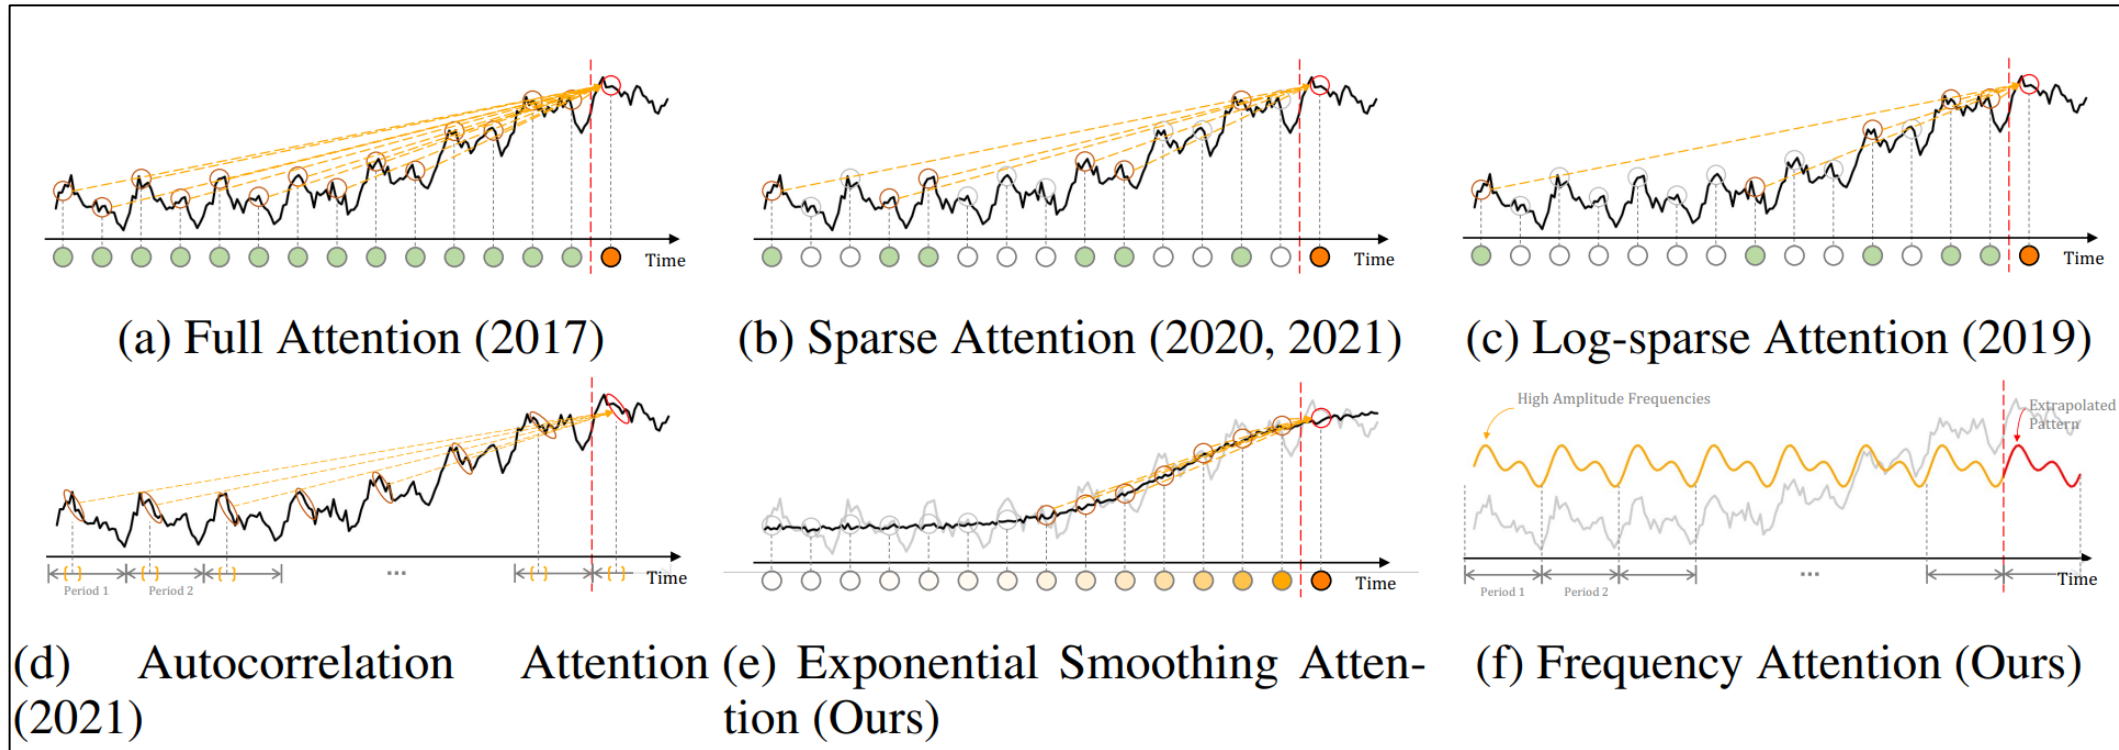 Time
Time
Time
(a) Full Attention (2017)
(b) Sparse Attention (2020, 2021)
(c) Log-sparse Attention (2019)
Period 1
Period 2
...
Time
Time
High Amplitude Frequencies
Extrapolated
Pattern
Period 1
Period 2
...
Time
(d) Autocorrelation Attention
(2021)
(e) Exponential Smoothing Atten-
tion (Ours)
(f) Frequency Attention (Ours)